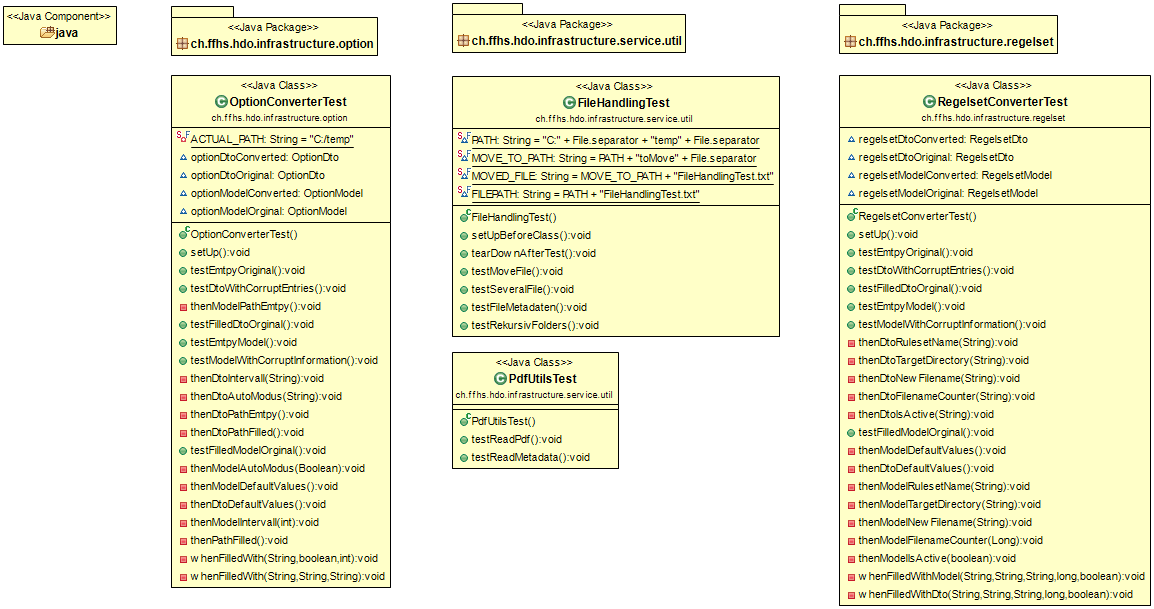 <<Java Component>>
java
<<Java Package>>
ch.ffhs.hdo.infrastructure.option
<<Java Class>>
OptionConverterTest
ch.ffhs.hdo.infrastructure.option
ACTUAL_PATH: String = "C:/temp"
optionDtoConverted: OptionDto
optionDtoOriginal: OptionDto
optionModelConverted: OptionModel
optionModelOrginal: OptionModel
OptionConverterTest()
setUp():void
testEmtpyOriginal():void
testDtoWithCorruptEntries():void
thenModelPathEmtpy():void
testFilledDtoOrginal():void
testEmtpyModel():void
testModelWithCorruptInformation():void
thenDtoIntervall(String):void
thenDtoAutoModus(String):void
thenDtoPathEmtpy():void
thenDtoPathFilled():void
testFilledModelOrginal():void
thenModelAutoModus(Boolean):void
thenModelDefaultValues():void
thenDtoDefaultValues():void
thenModelIntervall(int):void
thenPathFilled():void
whenFilledWith(String,boolean,int):void
whenFilledWith(String,String,String):void
<<Java Package>>
ch.ffhs.hdo.infrastructure.service.util
<<Java Class>>
FileHandlingTest
ch.ffhs.hdo.infrastructure.service.util
PATH: String = "C:" + File.separator + "temp" + File.separator
MOVE_TO_PATH: String = PATH + "toMove" + File.separator
MOVED_FILE: String = MOVE_TO_PATH + "FileHandlingTest.txt"
FILEPATH: String = PATH + "FileHandlingTest.txt"
FileHandlingTest()
setUpBeforeClass():void
tearDownAfterTest():void
testMoveFile():void
testSeveralFile():void
testFileMetadaten():void
testRekursivFolders():void
<<Java Class>>
PdfUtilsTest
ch.ffhs.hdo.infrastructure.service.util
PdfUtilsTest()
testReadPdf():void
testReadMetadata():void
<<Java Package>>
ch.ffhs.hdo.infrastructure.regelset
<<Java Class>>
RegelsetConverterTest
ch.ffhs.hdo.infrastructure.regelset
regelsetDtoConverted: RegelsetDto
regelsetDtoOriginal: RegelsetDto
regelsetModelConverted: RegelsetModel
regelsetModelOriginal: RegelsetModel
RegelsetConverterTest()
setUp():void
testEmtpyOriginal():void
testDtoWithCorruptEntries():void
testFilledDtoOrginal():void
testEmtpyModel():void
testModelWithCorruptInformation():void
thenDtoRulesetName(String):void
thenDtoTargetDirectory(String):void
thenDtoNewFilename(String):void
thenDtoFilenameCounter(String):void
thenDtoIsActive(String):void
testFilledModelOrginal():void
thenModelDefaultValues():void
thenDtoDefaultValues():void
thenModelRulesetName(String):void
thenModelTargetDirectory(String):void
thenModelNewFilename(String):void
thenModelFilenameCounter(Long):void
thenModelIsActive(boolean):void
whenFilledWithModel(String,String,String,long,boolean):void
whenFilledWithDto(String,String,String,long,boolean):void